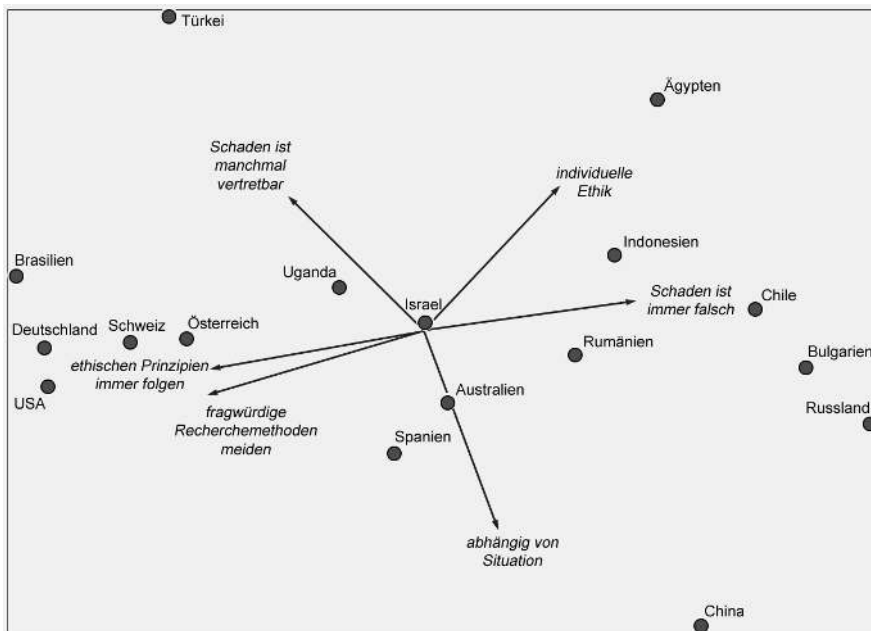 Türkei
Ägypten
Schaden ist
manchmal
vertretbar
individuelle
Ethik
Indonesien
Brasilien
Uganda
Schaden ist
immer falsch
Chile
Israel
Deutschland
Schweiz
Österreich
Rumänien
Bulgarien
ethischen Prinzipien
immer folgen
USA
Australien
Russland
fragwürdige
Recherchemethoden
meiden
Spanien
abhängig von
Situation
China